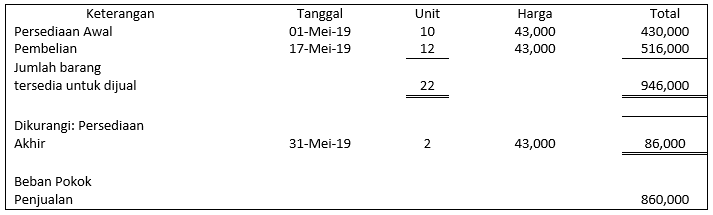 Keterangan Tanggal Unit Harga Total
Persediaan Awal 01-Mei-19 10 43,000 430,000
Pembelian 17-Mei-19 12 43,000 516,000
Jumlah barang
tersedia untuk dijual 22 946,000
Dikurangi: Persediaan
Akhir 31-Mei-19 2 43,000 86,000
Beban Pokok
Penjualan 860,000